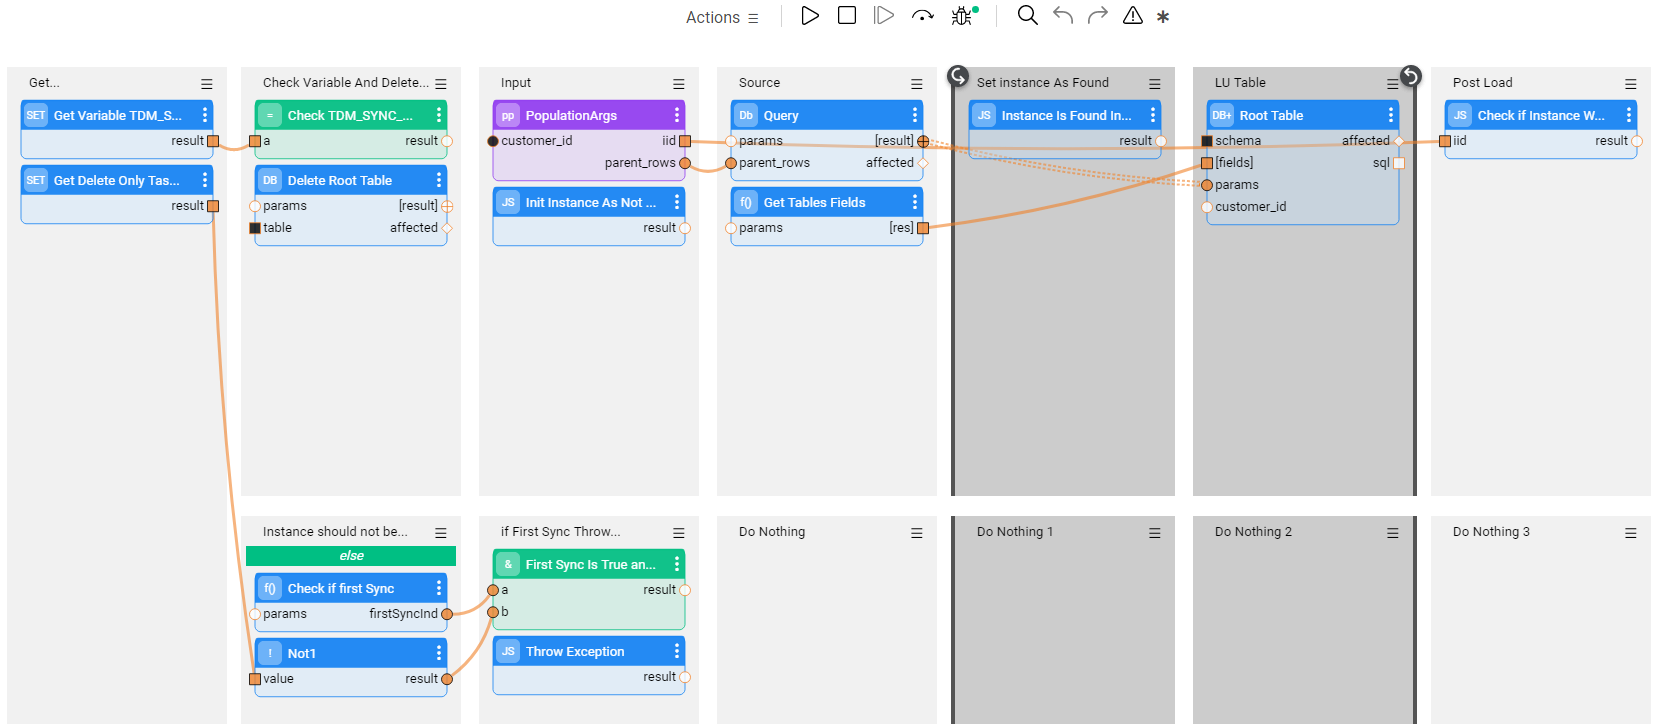 Actions
Get...
SET Get Variable TDM_S...
result
SET Get Delete Only Tas...
result
Check Variable And Delete...
= Check TDM_SYNC_...
a result
DB Delete Root Table
params [result]
table affected
Input
pp PopulationArgs
customer_id iid
parent_rows
JS Init Instance As Not ...
result
Source
Db Query
params [result]
parent_rows affected
f() Get Tables Fields
params [res]
Set instance As Found
JS Instance Is Found In...
result
LU Table
DB+ Root Table
schema affected
[fields] sql
params
customer_id
Post Load
JS Check if Instance W...
iid result
Instance should not be...
else
f() Check if first Sync
params firstSyncInd
! Not1
value result
if First Sync Throw...
& First Sync Is True an...
a result
b
JS Throw Exception
result
Do Nothing
Do Nothing 1
Do Nothing 2
Do Nothing 3